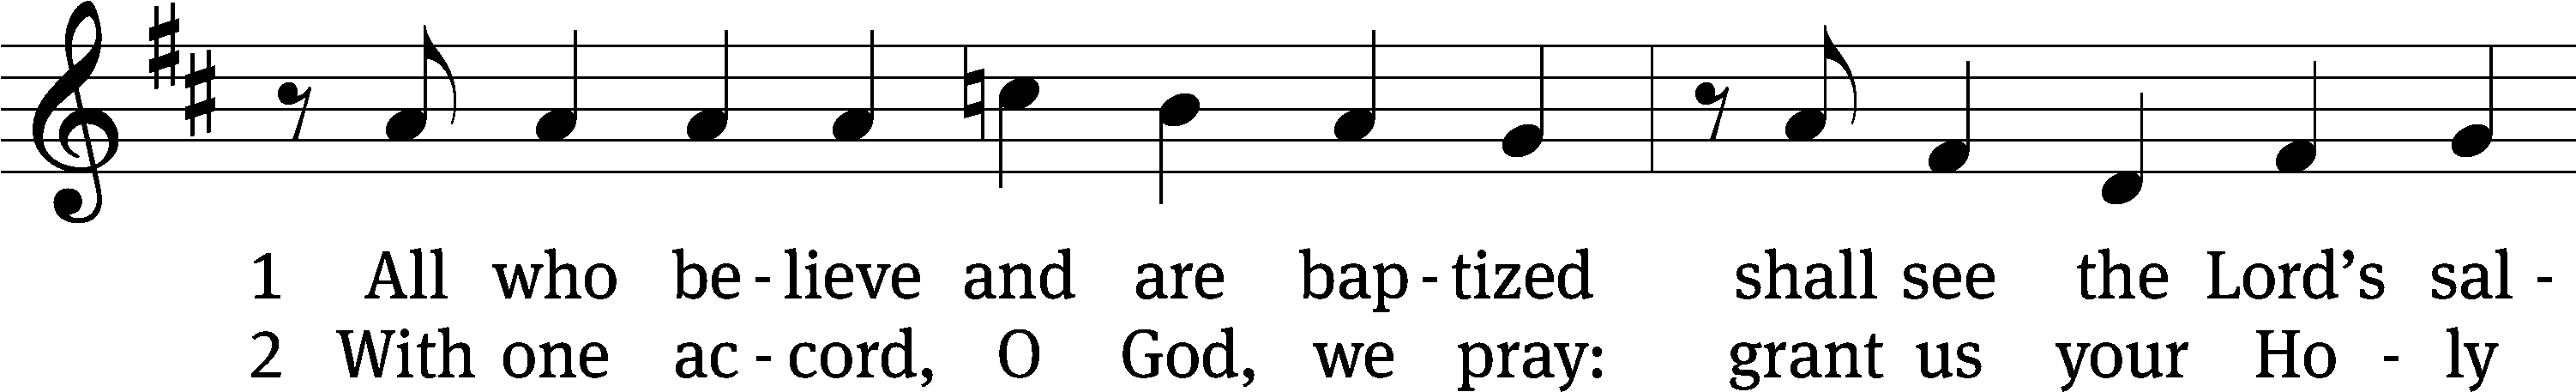 1 All who be - lieve and are bap - tized shall see the Lord’s sal -
2 With one ac - cord, O God, we pray: grant us your Ho - ly